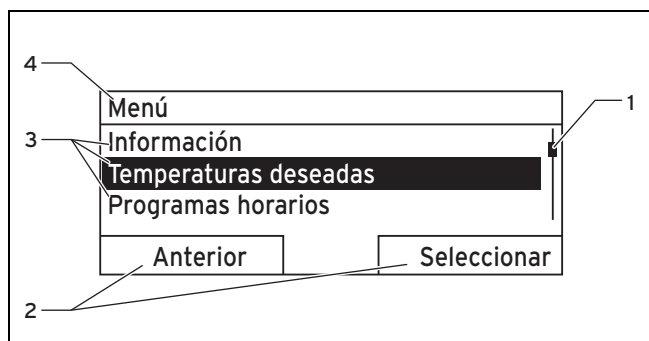 4
Menú
1
3
Información
Temperaturas deseadas
Programas horarios
Anterior
Seleccionar
2